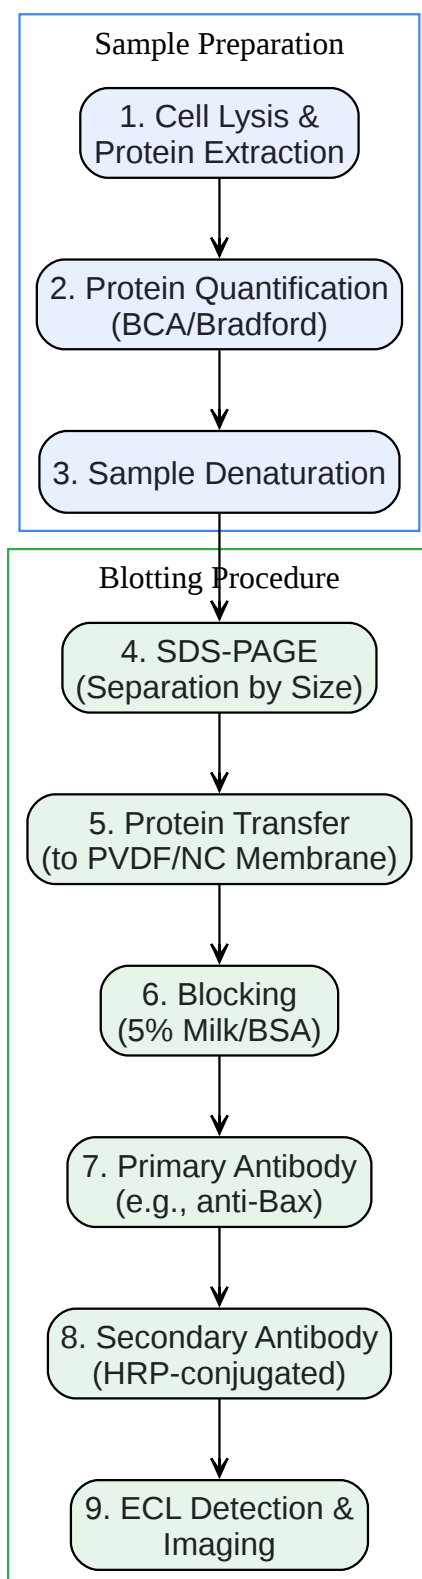 Sample Preparation
1. Cell Lysis &
Protein Extraction
2. Protein Quantification
(BCA/Bradford)
3. Sample Denaturation
Blotting Procedure
4. SDS-PAGE
(Separation by Size)
5. Protein Transfer
(to PVDF/NC Membrane)
6. Blocking
(5% Milk/BSA)
7. Primary Antibody
(e.g., anti-Bax)
8. Secondary Antibody
(HRP-conjugated)
9. ECL Detection &
Imaging